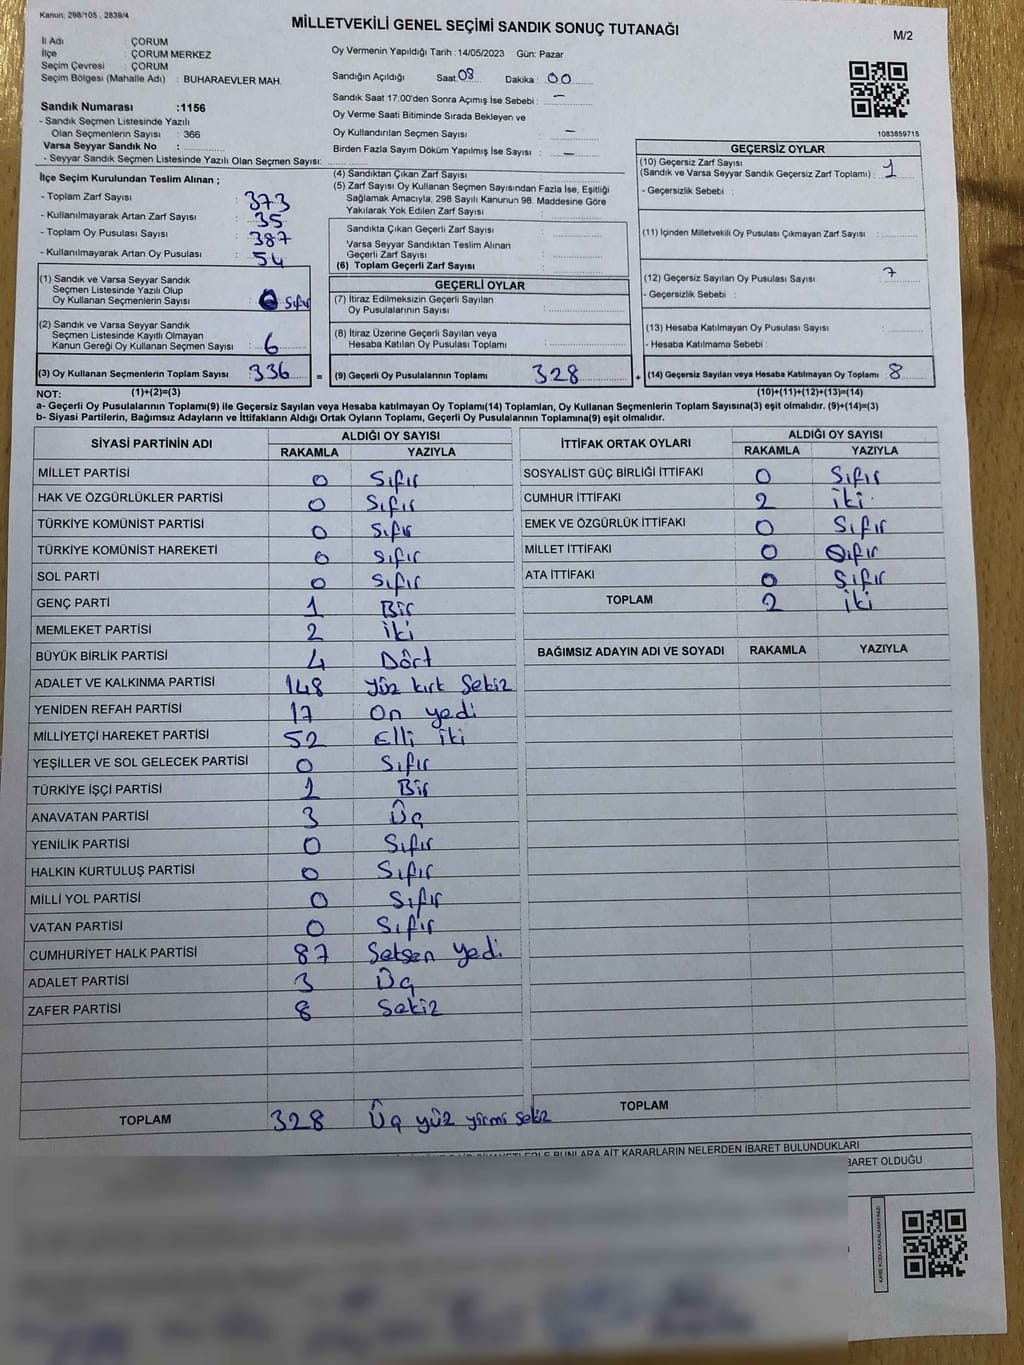 Kanun: 298/105 , 2839/4
MİLLETVEKİLİ GENEL SEÇİMİ SANDIK SONUÇ TUTANAĞI
M/2
İl Adı : ÇORUM
İlçe : ÇORUM MERKEZ
Seçim Çevresi : ÇORUM
Seçim Bölgesi (Mahalle Adı) : BUHARAEVLER MAH.
Oy Vermenin Yapıldığı Tarih : 14/05/2023 Gün: Pazar
Sandığın Açıldığı Saat: 08 Dakika : 00
Sandık Saat 17:00'den Sonra Açımış İse Sebebi : –
Oy Verme Saati Bitiminde Sırada Bekleyen ve
Oy Kullandırılan Seçmen Sayısı : –
Birden Fazla Sayım Döküm Yapılmış İse Sayısı : –
1083859715
Sandık Numarası :1156
- Sandık Seçmen Listesinde Yazılı
Olan Seçmenlerin Sayısı : 366
Varsa Seyyar Sandık No :
- Seyyar Sandık Seçmen Listesinde Yazılı Olan Seçmen Sayısı:
İlçe Seçim Kurulundan Teslim Alınan ;
- Toplam Zarf Sayısı : 373
- Kullanılmayarak Artan Zarf Sayısı : 35
- Toplam Oy Pusulası Sayısı : 387
- Kullanılmayarak Artan Oy Pusulası : 54
(1) Sandık ve Varsa Seyyar Sandık
Seçmen Listesinde Yazılı Olup
Oy Kullanan Seçmenlerin Sayısı : 0 Sıfır
(2) Sandık ve Varsa Seyyar Sandık
Seçmen Listesinde Kayıtlı Olmayan
Kanun Gereği Oy Kullanan Seçmen Sayısı : 6
(3) Oy Kullanan Seçmenlerin Toplam Sayısı : 336 =
(4) Sandıktan Çıkan Zarf Sayısı :
(5) Zarf Sayısı Oy Kullanan Seçmen Sayısından Fazla İse, Eşitliği
Sağlamak Amacıyla, 298 Sayılı Kanunun 98. Maddesine Göre
Yakılarak Yok Edilen Zarf Sayısı :
Sandıkta Çıkan Geçerli Zarf Sayısı :
Varsa Seyyar Sandıktan Teslim Alınan
Geçerli Zarf Sayısı :
(6) Toplam Geçerli Zarf Sayısı :
GEÇERLİ OYLAR
(7) İtiraz Edilmeksizin Geçerli Sayılan
Oy Pusulalarının Sayısı :
(8) İtiraz Üzerine Geçerli Sayılan veya
Hesaba Katılan Oy Pusulası Toplamı :
(9) Geçerli Oy Pusulalarının Toplamı : 328 +
GEÇERSİZ OYLAR
(10) Geçersiz Zarf Sayısı
(Sandık ve Varsa Seyyar Sandık Geçersiz Zarf Toplamı) : 1
- Geçersizlik Sebebi :
(11) İçinden Milletvekili Oy Pusulası Çıkmayan Zarf Sayısı :
(12) Geçersiz Sayılan Oy Pusulası Sayısı : 7
- Geçersizlik Sebebi :
(13) Hesaba Katılmayan Oy Pusulası Sayısı :
- Hesaba Katılmama Sebebi :
(14) Geçersiz Sayılan veya Hesaba Katılmayan Oy Toplamı : 8
NOT: (1)+(2)=(3) (10)+(11)+(12)+(13)=(14)
a- Geçerli Oy Pusulalarının Toplamı(9) ile Geçersiz Sayılan veya Hesaba katılmayan Oy Toplamı(14) Toplamları, Oy Kullanan Seçmenlerin Toplam Sayısına(3) eşit olmalıdır. (9)+(14)=(3)
b- Siyasi Partilerin, Bağımsız Adayların ve İttifakların Aldığı Ortak Oyların Toplamı, Geçerli Oy Pusulalarının Toplamına(9) eşit olmalıdır.
SİYASİ PARTİNİN ADI ALDIĞI OY SAYISI
RAKAMLA YAZIYLA
MİLLET PARTİSİ 0 Sıfır
HAK VE ÖZGÜRLÜKLER PARTİSİ 0 Sıfır
TÜRKİYE KOMÜNİST PARTİSİ 0 Sıfır
TÜRKİYE KOMÜNİST HAREKETİ 0 Sıfır
SOL PARTİ 0 Sıfır
GENÇ PARTİ 1 Bir
MEMLEKET PARTİSİ 2 İki
BÜYÜK BİRLİK PARTİSİ 4 Dört
ADALET VE KALKINMA PARTİSİ 148 Yüz kırk Sekiz
YENİDEN REFAH PARTİSİ 17 On yedi
MİLLİYETÇİ HAREKET PARTİSİ 52 Elli iki
YEŞİLLER VE SOL GELECEK PARTİSİ 0 Sıfır
TÜRKİYE İŞÇİ PARTİSİ 1 Bir
ANAVATAN PARTİSİ 3 Üç
YENİLİK PARTİSİ 0 Sıfır
HALKIN KURTULUŞ PARTİSİ 0 Sıfır
MİLLİ YOL PARTİSİ 0 Sıfır
VATAN PARTİSİ 0 Sıfır
CUMHURİYET HALK PARTİSİ 87 Seksen yedi
ADALET PARTİSİ 3 Üç
ZAFER PARTİSİ 8 Sekiz
TOPLAM 328 Üç yüz yirmi sekiz
İTTİFAK ORTAK OYLARI ALDIĞI OY SAYISI
RAKAMLA YAZIYLA
SOSYALİST GÜÇ BİRLİĞİ İTTİFAKI 0 Sıfır
CUMHUR İTTİFAKI 2 iki
EMEK VE ÖZGÜRLÜK İTTİFAKI 0 Sıfır
MİLLET İTTİFAKI 0 Sıfır
ATA İTTİFAKI 0 Sıfır
TOPLAM 2 iki
BAĞIMSIZ ADAYIN ADI VE SOYADI RAKAMLA YAZIYLA
TOPLAM
BUNLARA AİT KARARLARIN NELERDEN İBARET BULUNDUKLARI
İBARET OLDUĞU
KARE KODU KARALAMAYINIZ!